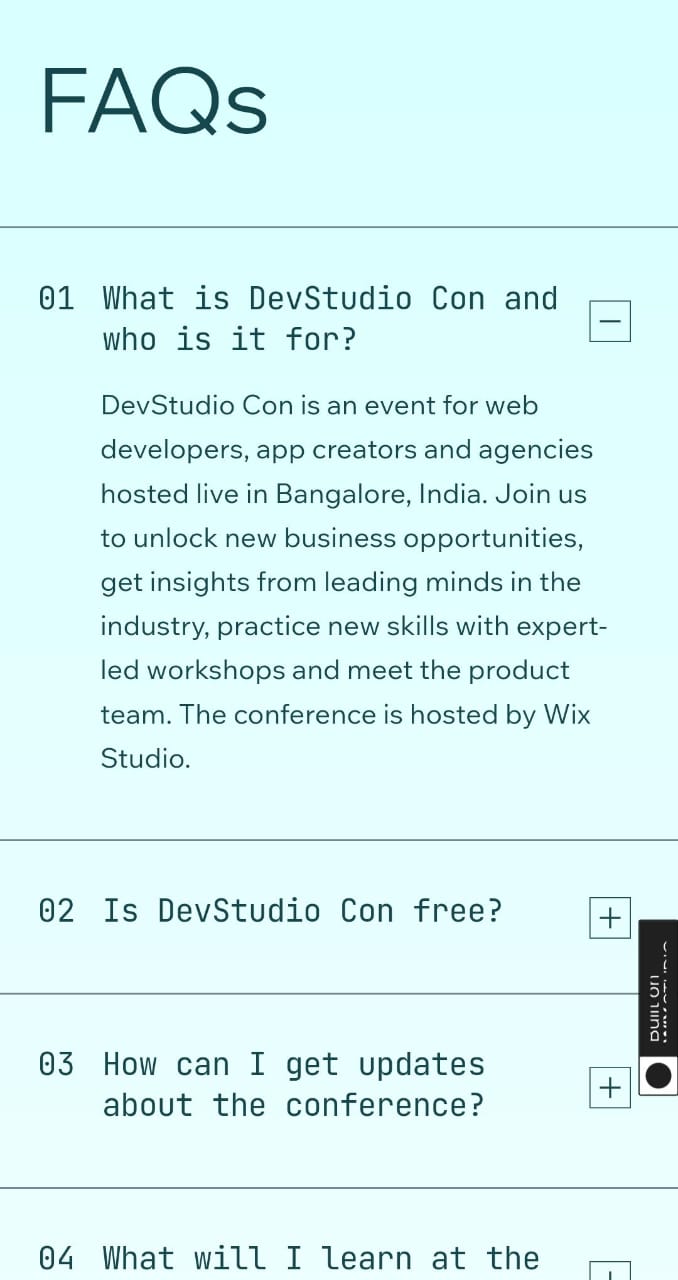 FAQs
01 What is DevStudio Con and
who is it for?
DevStudio Con is an event for web
developers, app creators and agencies
hosted live in Bangalore, India. Join us
to unlock new business opportunities,
get insights from leading minds in the
industry, practice new skills with expert-
led workshops and meet the product
team. The conference is hosted by Wix
Studio.
02 Is DevStudio Con free?
03 How can I get updates
about the conference?
Built on
04 What will I learn at the